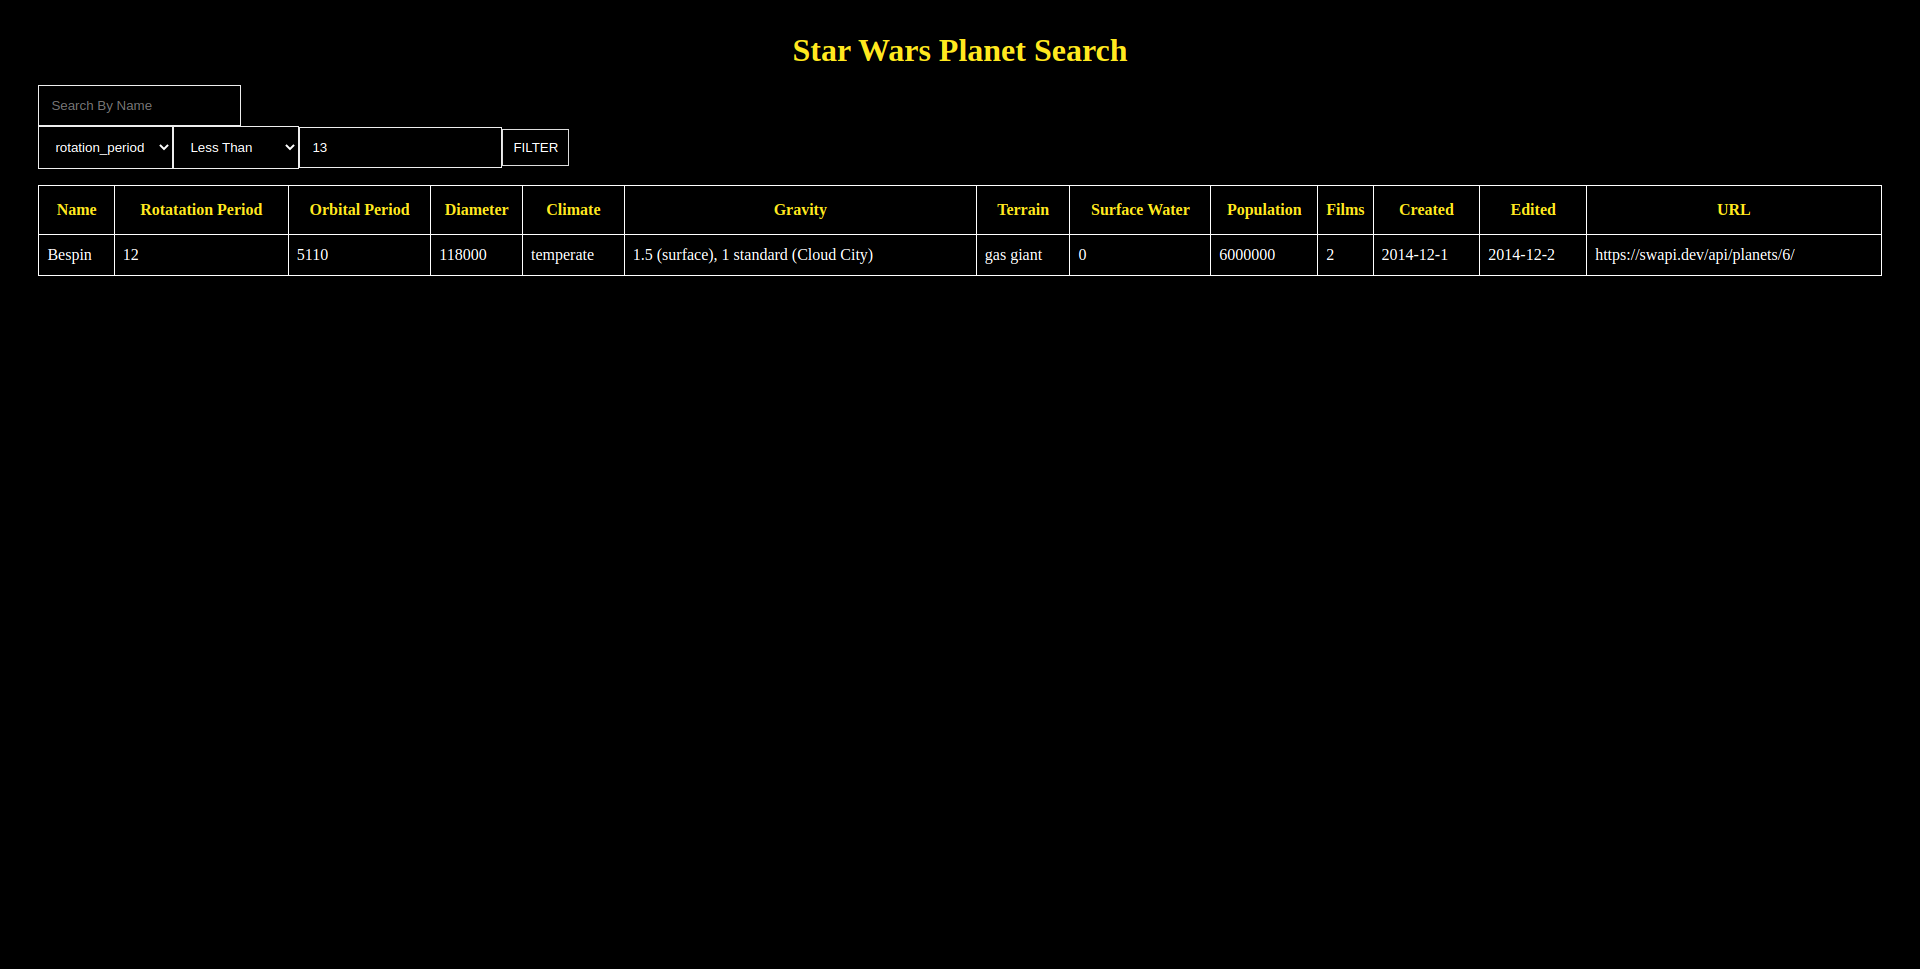 Star Wars Planet Search
Search By Name
rotation_period Less Than 13 FILTER
Name Rotatation Period Orbital Period Diameter Climate Gravity Terrain Surface Water Population Films Created Edited URL
Bespin 12 5110 118000 temperate 1.5 (surface), 1 standard (Cloud City) gas giant 0 6000000 2 2014-12-1 2014-12-2 https://swapi.dev/api/planets/6/